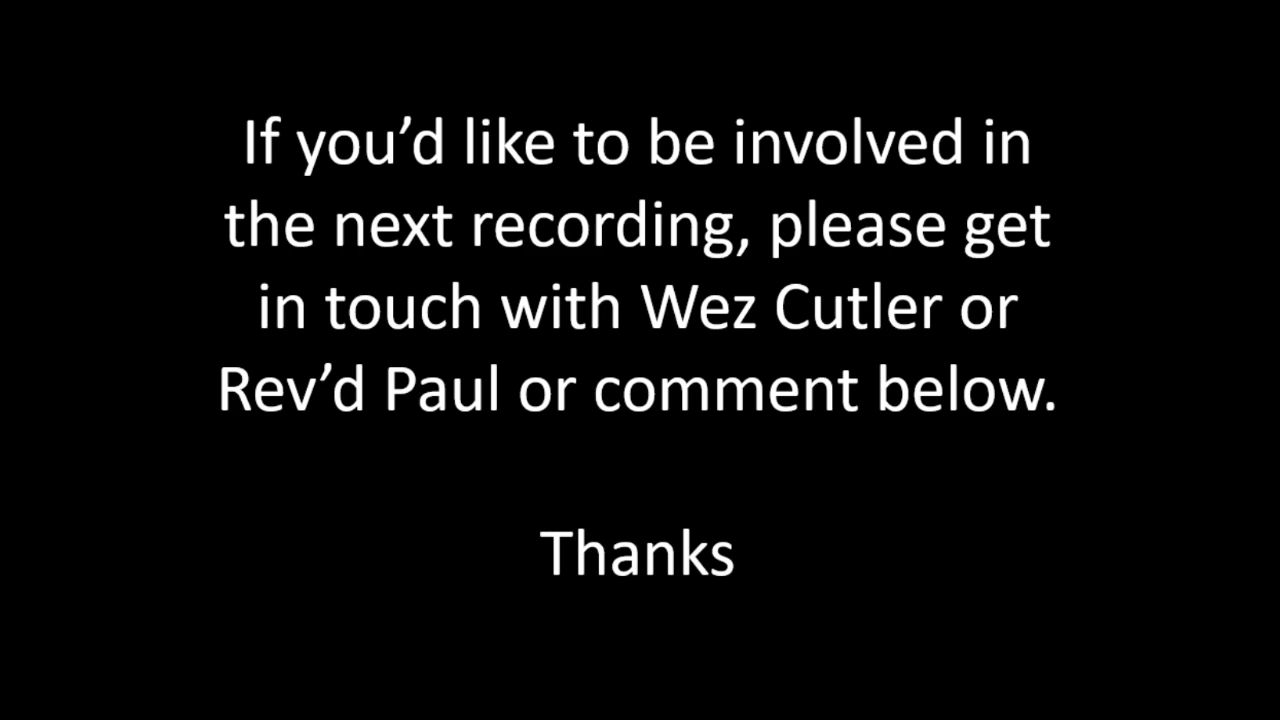 If you’d like to be involved in
the next recording, please get
in touch with Wez Cutler or
Rev’d Paul or comment below.
Thanks